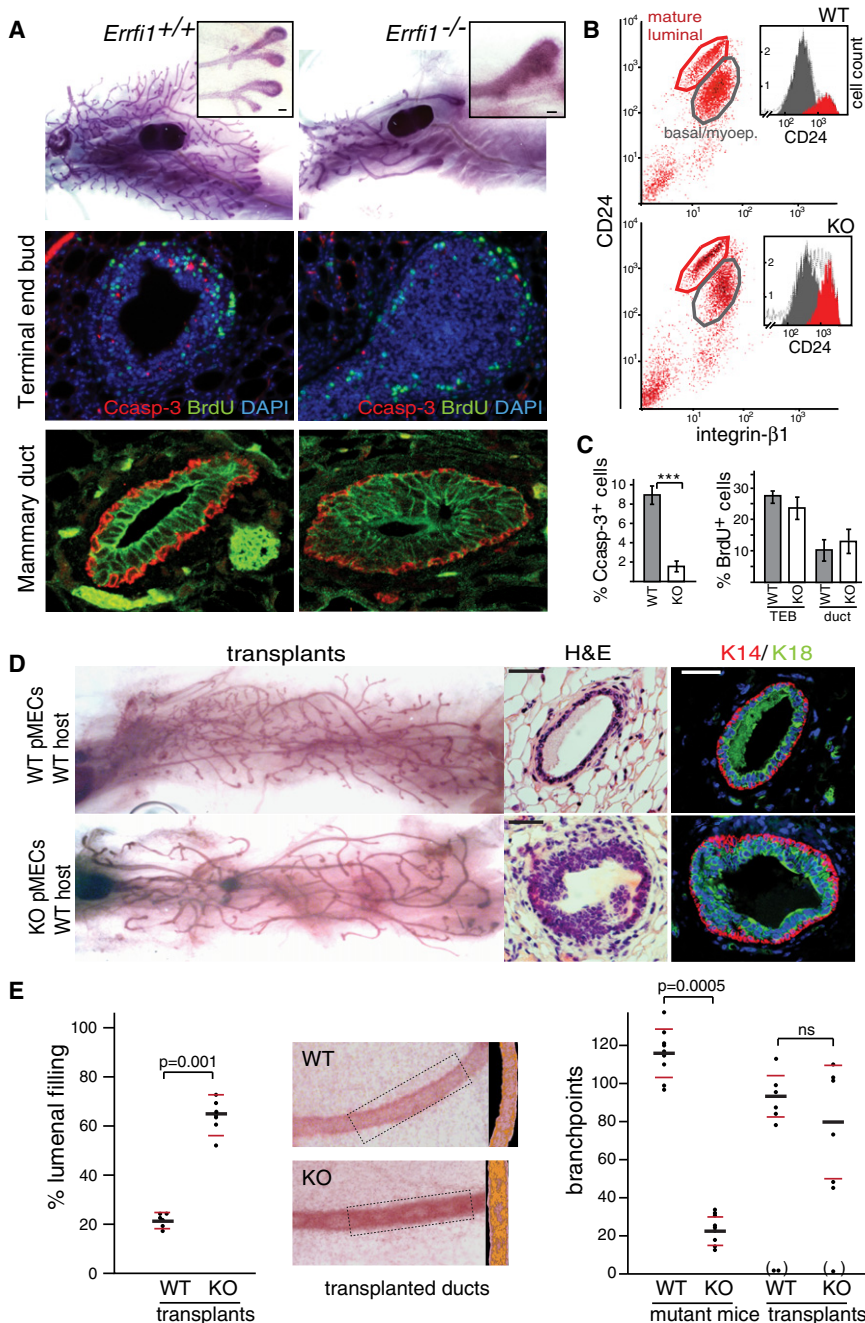 A
Errfi1+/+
Errfi1-/-
Terminal end bud
Ccasp-3 BrdU DAPI
Ccasp-3 BrdU DAPI
Mammary duct
B
mature
luminal
WT
10⁴
10³
10²
10¹
basal/myoep.
2
1
10² 10³
CD24
cell count
10¹ 10² 10³
CD24
KO
10⁴
10³
10²
10¹
2
1
10² 10³
CD24
10¹ 10² 10³
integrin-β1
C
% Ccasp-3+ cells
10
8
6
4
2
***
WT
KO
% BrdU+ cells
30
20
10
WT
KO
WT
KO
TEB
duct
D
transplants
H&E
K14/K18
WT pMECs
WT host
KO pMECs
WT host
E
% lumenal filling
100
80
60
40
20
0
p=0.001
WT KO
transplants
WT
KO
transplanted ducts
branchpoints
120
100
80
60
40
20
0
p=0.0005
ns
( )
( )
WT KO WT KO
mutant mice transplants